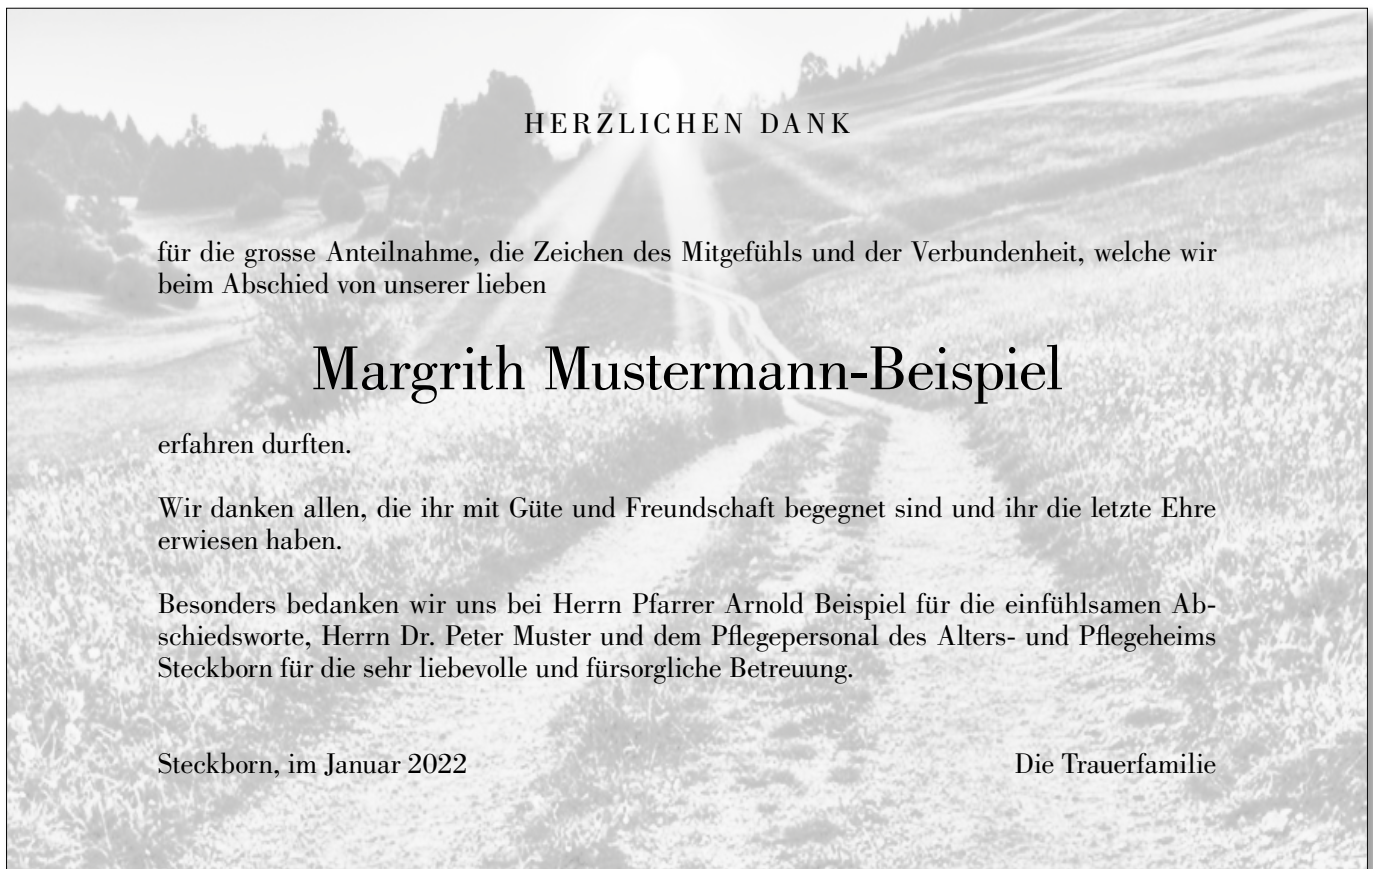 HERZLICHEN DANK
für die grosse Anteilnahme, die Zeichen des Mitgefühls und der Verbundenheit, welche wir
beim Abschied von unserer lieben
Margrith Mustermann-Beispiel
erfahren durften.
Wir danken allen, die ihr mit Güte und Freundschaft begegnet sind und ihr die letzte Ehre
erwiesen haben.
Besonders bedanken wir uns bei Herrn Pfarrer Arnold Beispiel für die einfühlsamen Ab-
schiedsworte, Herrn Dr. Peter Muster und dem Pflegepersonal des Alters- und Pflegeheims
Steckborn für die sehr liebevolle und fürsorgliche Betreuung.
Steckborn, im Januar 2022 Die Trauerfamilie